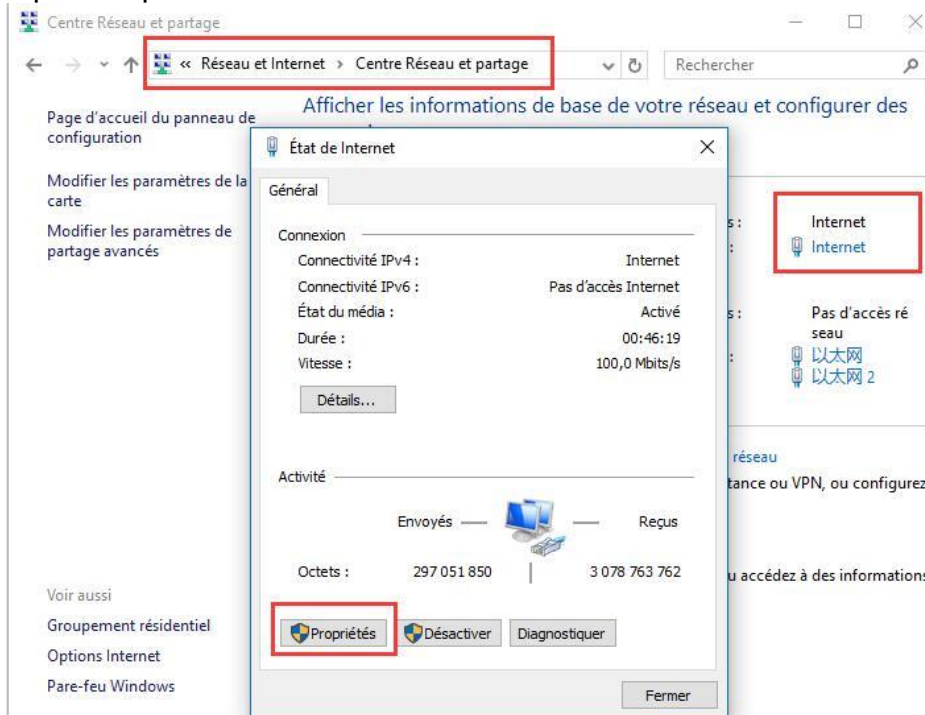 Centre Réseau et partage
« Réseau et Internet › Centre Réseau et partage
Rechercher
Page d'accueil du panneau de
configuration
Modifier les paramètres de la
carte
Modifier les paramètres de
partage avancés
Afficher les informations de base de votre réseau et configurer des
État de Internet
Général
Connexion
Connectivité IPv4 : Internet
Connectivité IPv6 : Pas d'accès Internet
État du média : Activé
Durée : 00:46:19
Vitesse : 100,0 Mbits/s
Détails...
Activité
Envoyés — — Reçus
Octets : 297 051 850 | 3 078 763 762
Propriétés Désactiver Diagnostiquer
Fermer
s : Internet
: Internet
s : Pas d'accès ré
seau
: 以太网
以太网 2
réseau
tance ou VPN, ou configurez
u accédez à des informations
Voir aussi
Groupement résidentiel
Options Internet
Pare-feu Windows